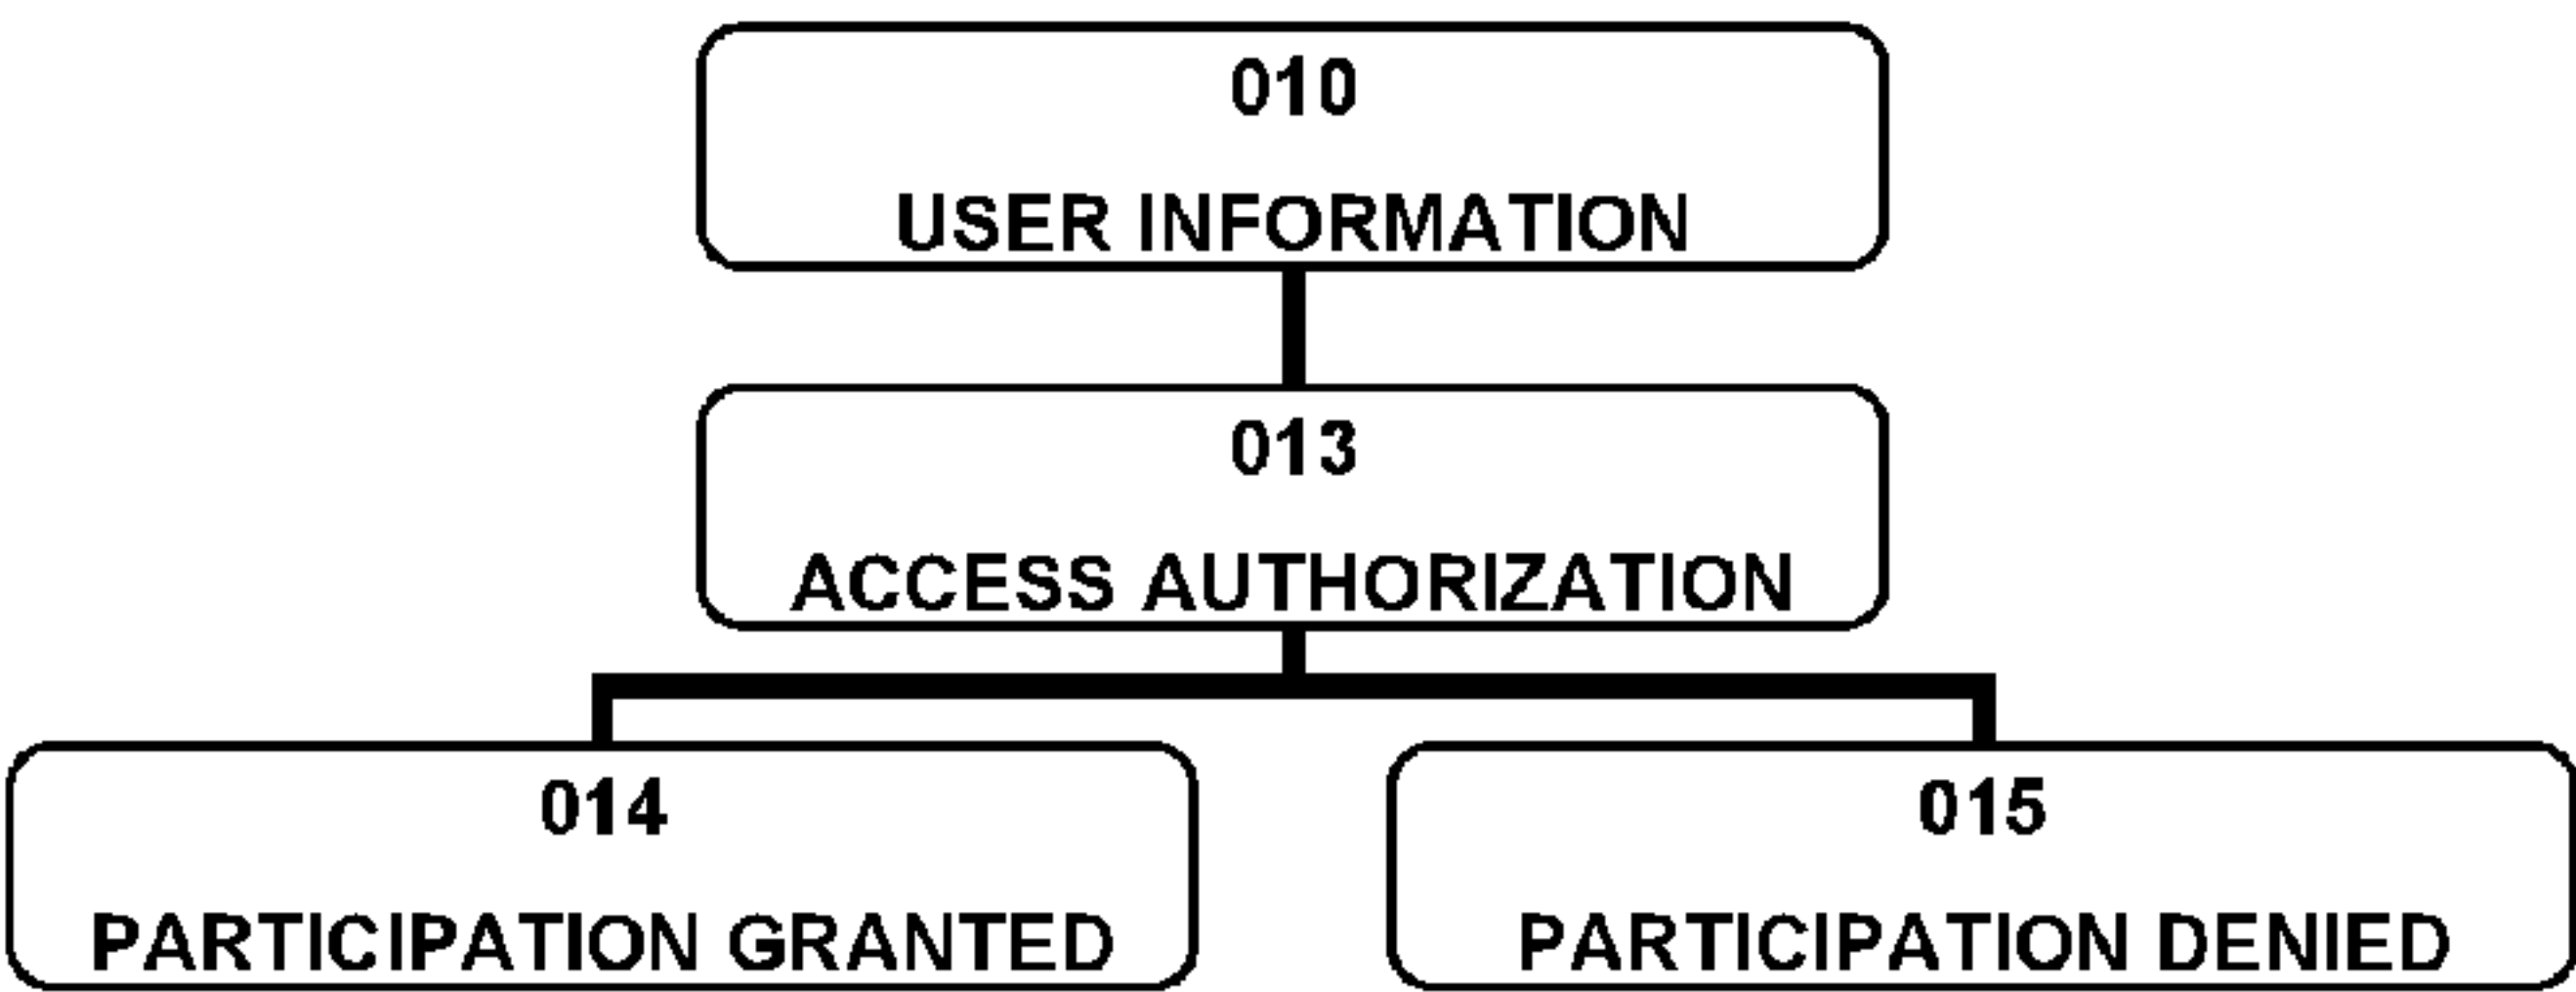 010
USER INFORMATION
013
ACCESS AUTHORIZATION
014
PARTICIPATION GRANTED
015
PARTICIPATION DENIED